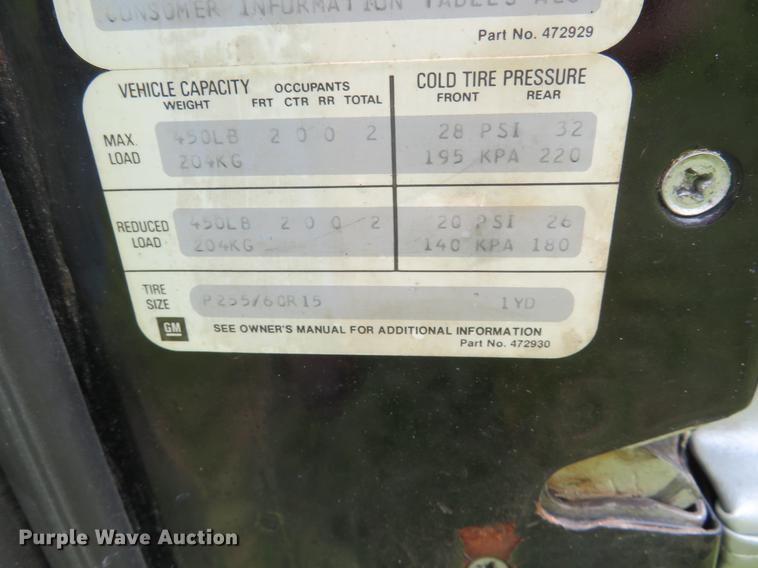 CONSUMER INFORMATION TABLES ALSO
Part No. 472929
VEHICLE CAPACITY OCCUPANTS COLD TIRE PRESSURE
WEIGHT FRT CTR RR TOTAL FRONT REAR
MAX. LOAD 450LB 2 0 0 2 28 PSI 32
204KG 195 KPA 220
REDUCED LOAD 450LB 2 0 0 2 20 PSI 26
204KG 140 KPA 180
TIRE SIZE P255/60R15 1YD
GM SEE OWNER'S MANUAL FOR ADDITIONAL INFORMATION
Part No. 472930
Purple Wave Auction